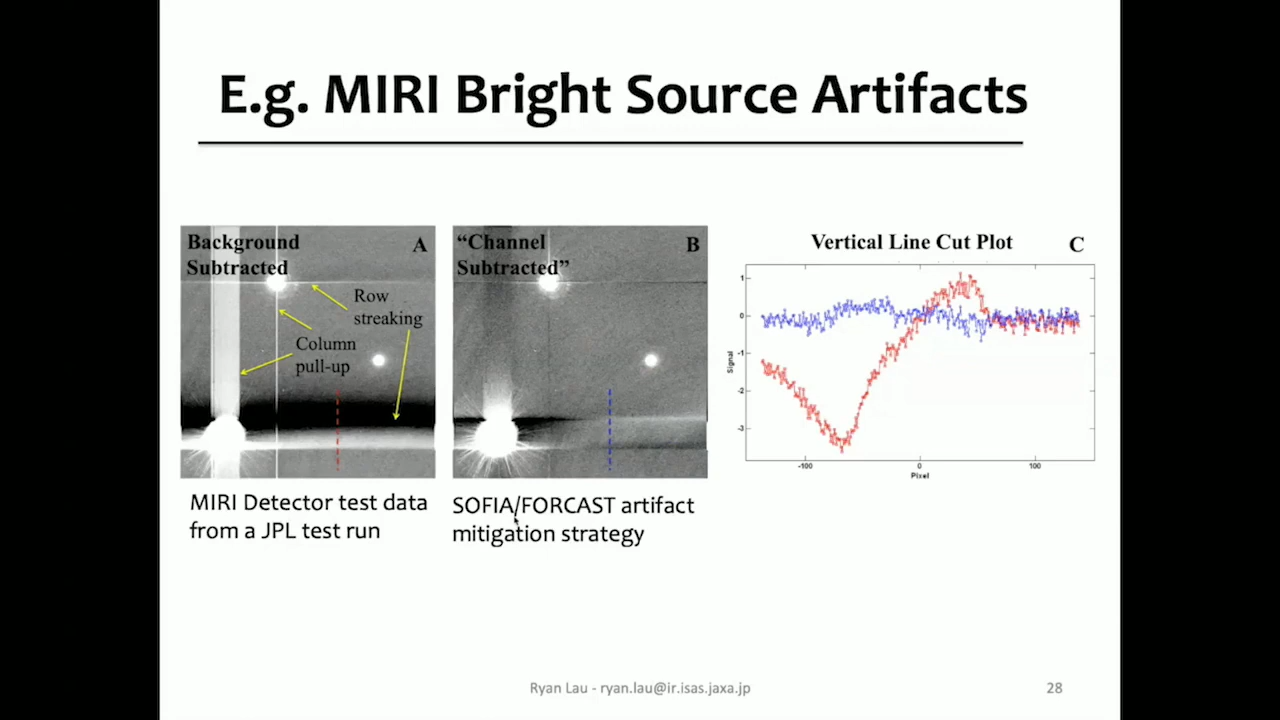 E.g. MIRI Bright Source Artifacts
Background
Subtracted
A
Row
streaking
Column
pull-up
"Channel
Subtracted"
B
Vertical Line Cut Plot
C
Signal
1
0
-1
-2
-3
-100
0
100
Pixel
MIRI Detector test data
from a JPL test run
SOFIA/FORCAST artifact
mitigation strategy
Ryan Lau - ryan.lau@ir.isas.jaxa.jp
28